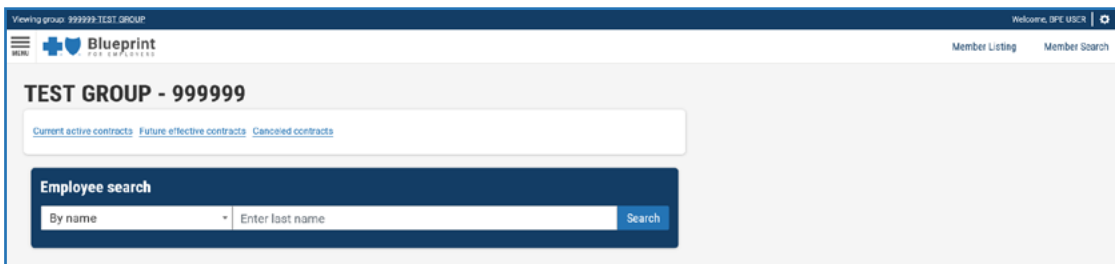 Viewing group: 999999-TEST GROUP
Welcome, BPE USER
MENU
Blueprint
FOR EMPLOYERS
Member Listing Member Search
TEST GROUP - 999999
Current active contracts Future effective contracts Canceled contracts
Employee search
By name
Enter last name
Search